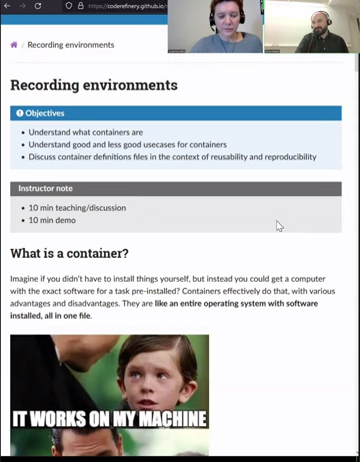 https://coderefinery.github.io/
Recording environments
Recording environments
Objectives
Understand what containers are
Understand good and less good usecases for containers
Discuss container definitions files in the context of reusability and reproducibility
Instructor note
10 min teaching/discussion
10 min demo
What is a container?
Imagine if you didn't have to install things yourself, but instead you could get a computer
with the exact software for a task pre-installed? Containers effectively do that, with various
advantages and disadvantages. They are like an entire operating system with software
installed, all in one file.
IT WORKS ON MY MACHINE